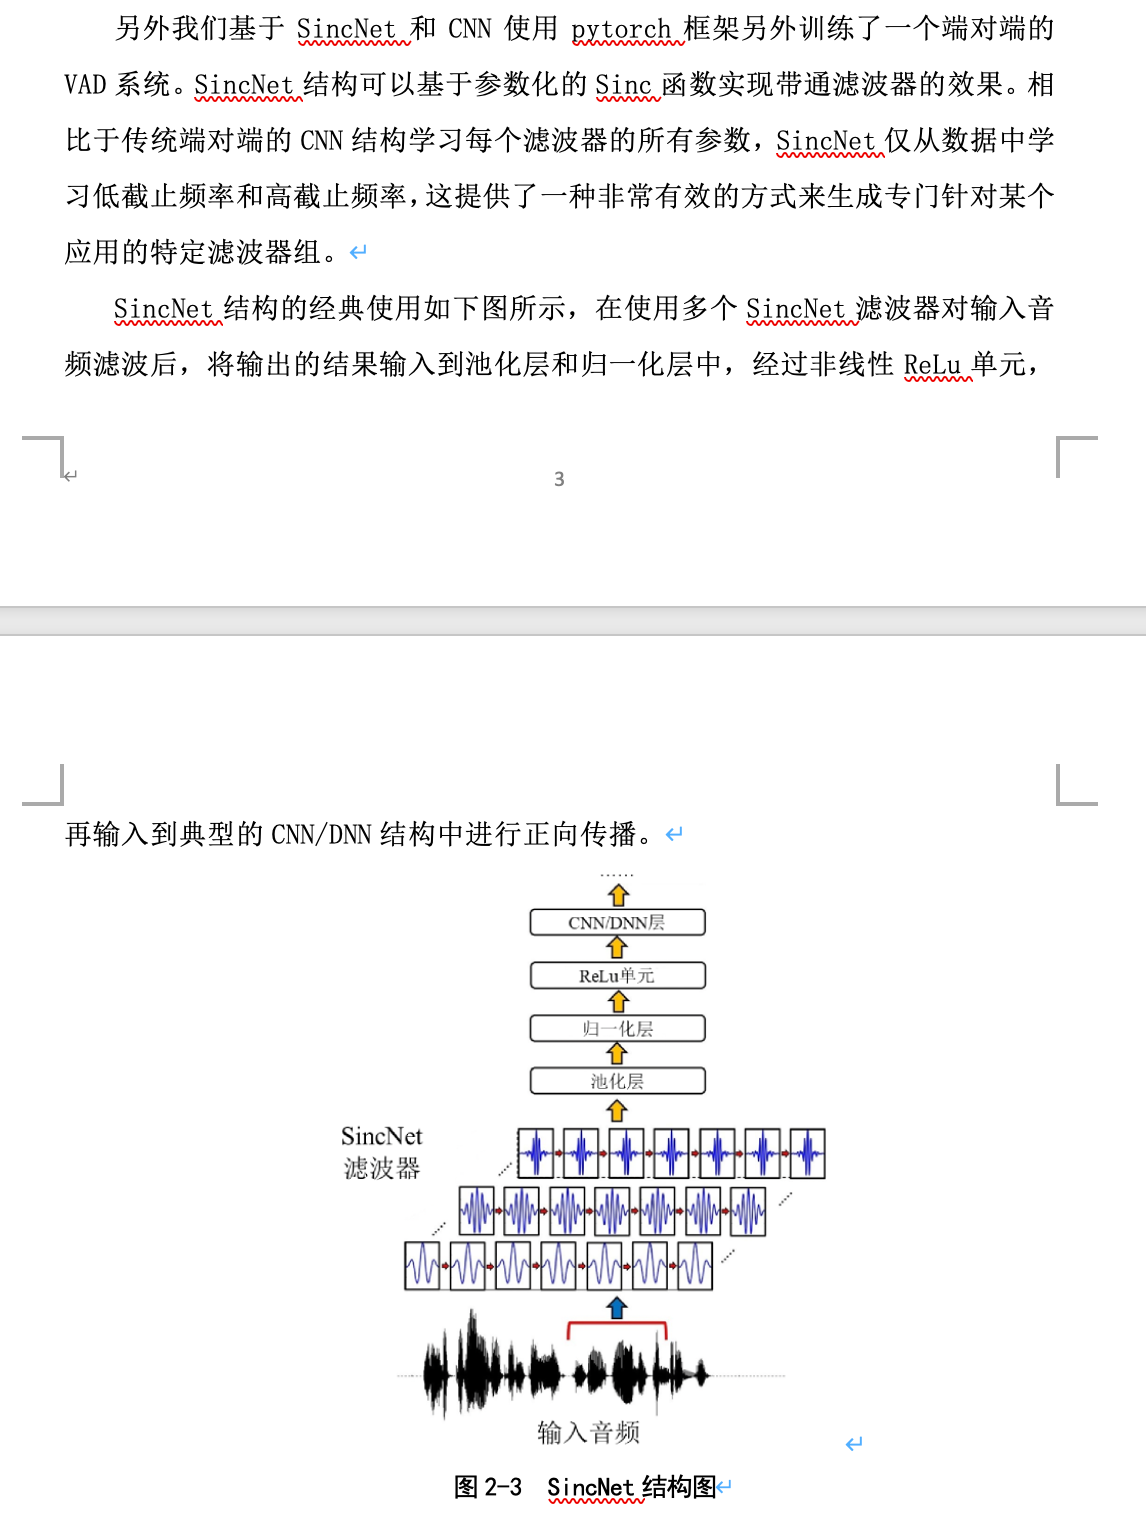 另外我们基于 SincNet 和 CNN 使用 pytorch 框架另外训练了一个端对端的
VAD 系统。SincNet 结构可以基于参数化的 Sinc 函数实现带通滤波器的效果。相
比于传统端对端的 CNN 结构学习每个滤波器的所有参数，SincNet 仅从数据中学
习低截止频率和高截止频率，这提供了一种非常有效的方式来生成专门针对某个
应用的特定滤波器组。
SincNet 结构的经典使用如下图所示，在使用多个 SincNet 滤波器对输入音
频滤波后，将输出的结果输入到池化层和归一化层中，经过非线性 ReLu 单元，
3
再输入到典型的 CNN/DNN 结构中进行正向传播。
......
CNN/DNN层
ReLu单元
归一化层
池化层
SincNet
滤波器
输入音频
图 2-3 SincNet 结构图